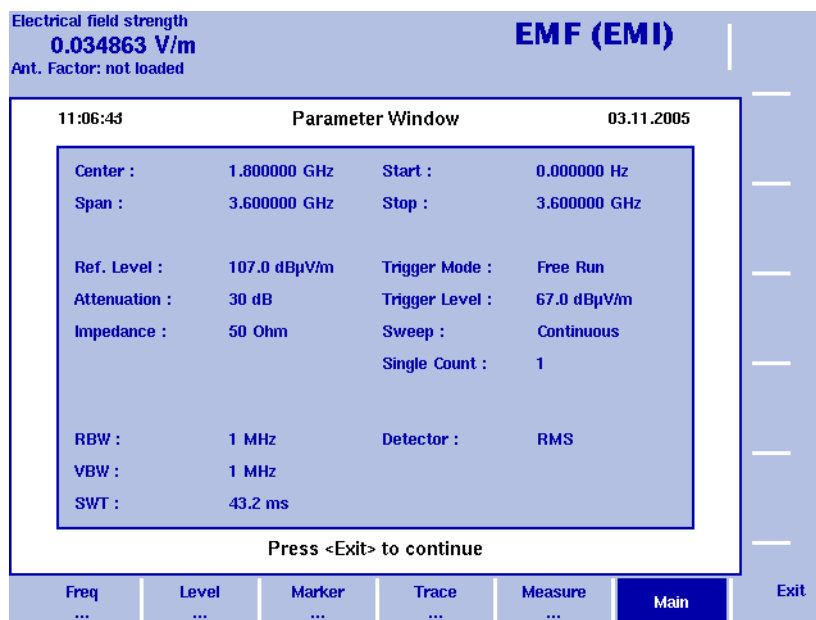 Electrical field strength
0.034863 V/m
Ant. Factor: not loaded
EMF (EMI)
11:06:43 Parameter Window 03.11.2005
Center : 1.800000 GHz Start : 0.000000 Hz
Span : 3.600000 GHz Stop : 3.600000 GHz
Ref. Level : 107.0 dBµV/m Trigger Mode : Free Run
Attenuation : 30 dB Trigger Level : 67.0 dBµV/m
Impedance : 50 Ohm Sweep : Continuous
Single Count : 1
RBW : 1 MHz Detector : RMS
VBW : 1 MHz
SWT : 43.2 ms
Press <Exit> to continue
Freq Level Marker Trace Measure Main Exit
... ... ... ... ...